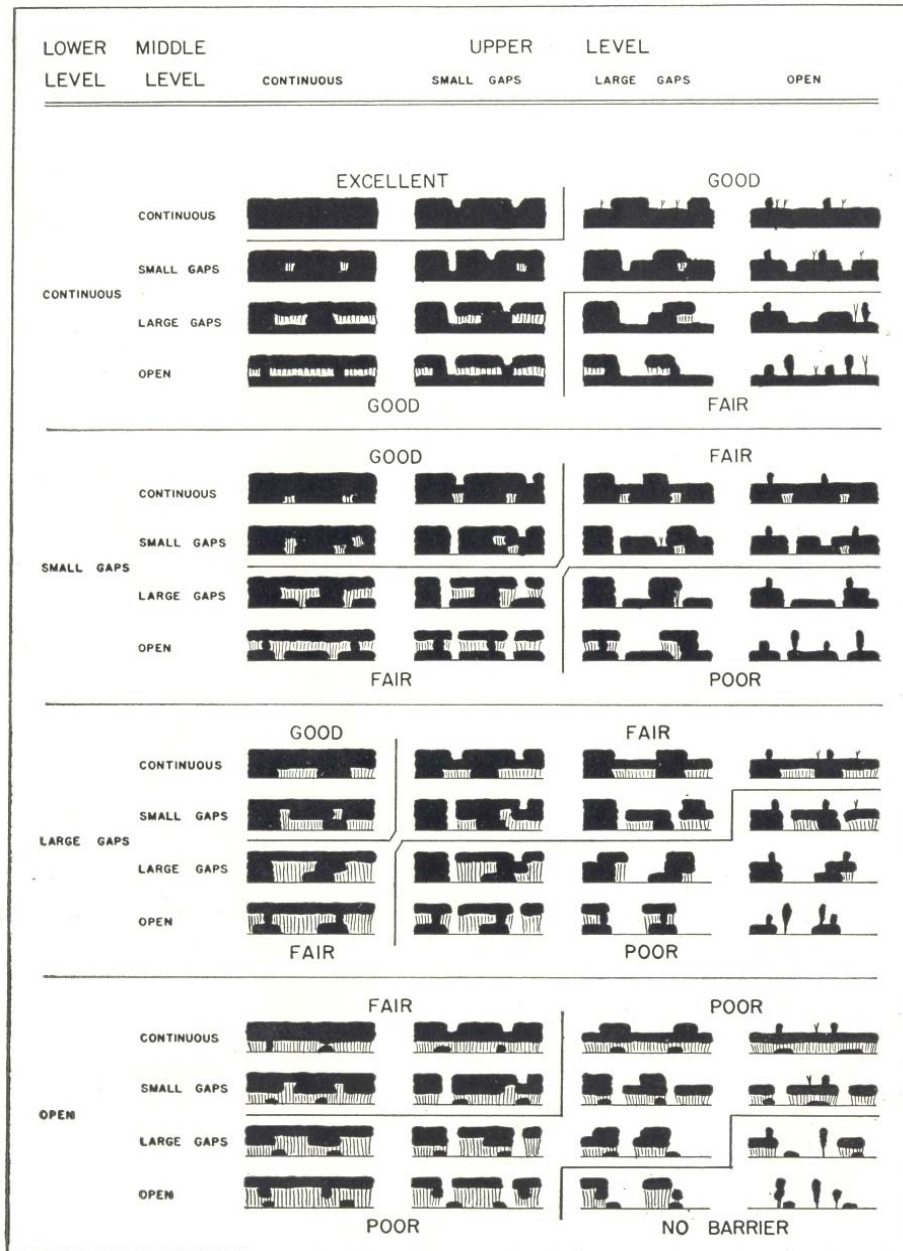 LOWER MIDDLE UPPER LEVEL
LEVEL LEVEL CONTINUOUS SMALL GAPS LARGE GAPS OPEN
EXCELLENT GOOD
CONTINUOUS
SMALL GAPS
CONTINUOUS
LARGE GAPS
OPEN
GOOD FAIR
GOOD FAIR
CONTINUOUS
SMALL GAPS
SMALL GAPS
LARGE GAPS
OPEN
FAIR POOR
GOOD FAIR
CONTINUOUS
SMALL GAPS
LARGE GAPS
LARGE GAPS
OPEN
FAIR POOR
FAIR POOR
CONTINUOUS
SMALL GAPS
OPEN
LARGE GAPS
OPEN
POOR NO BARRIER